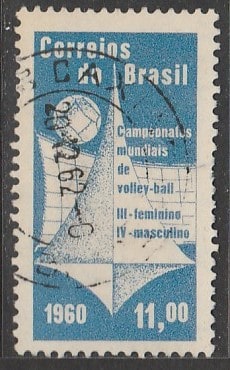 Correios
do Brasil
Campeonatos
mundiais
de
volley-ball
III-feminino
IV-masculino
1960
11,00